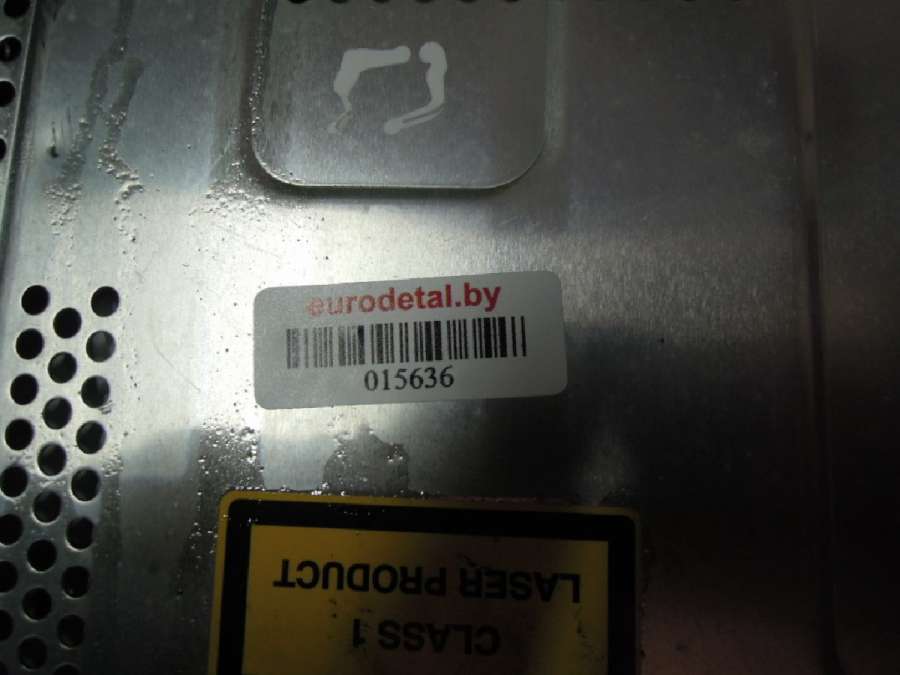 eurodetal.by
015636
CLASS 1
LASER PRODUCT